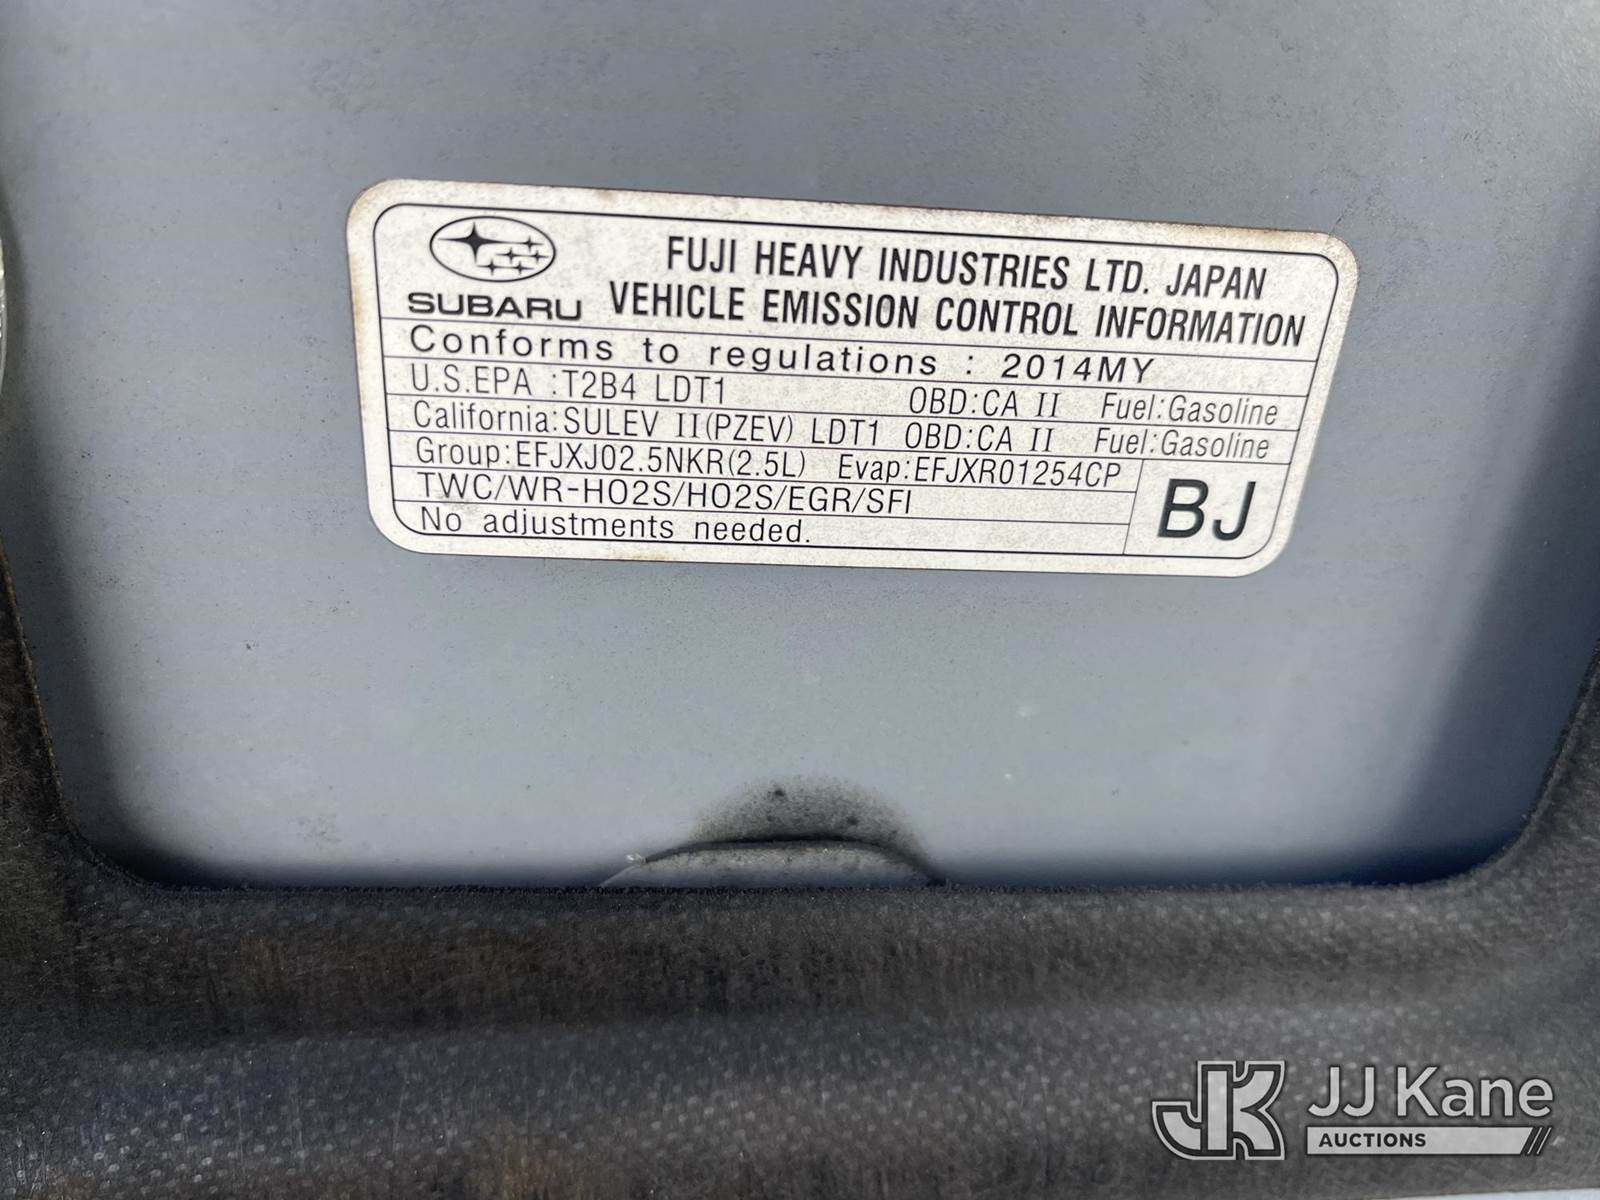 FUJI HEAVY INDUSTRIES LTD. JAPAN
SUBARU VEHICLE EMISSION CONTROL INFORMATION
Conforms to regulations : 2014MY
U.S.EPA :T2B4 LDT1 OBD:CA II Fuel:Gasoline
California:SULEV II(PZEV) LDT1 OBD:CA II Fuel:Gasoline
Group:EFJXJ02.5NKR(2.5L) Evap:EFJXR01254CP
TWC/WR-HO2S/HO2S/EGR/SFI
No adjustments needed.
BJ
JK JJ Kane
AUCTIONS